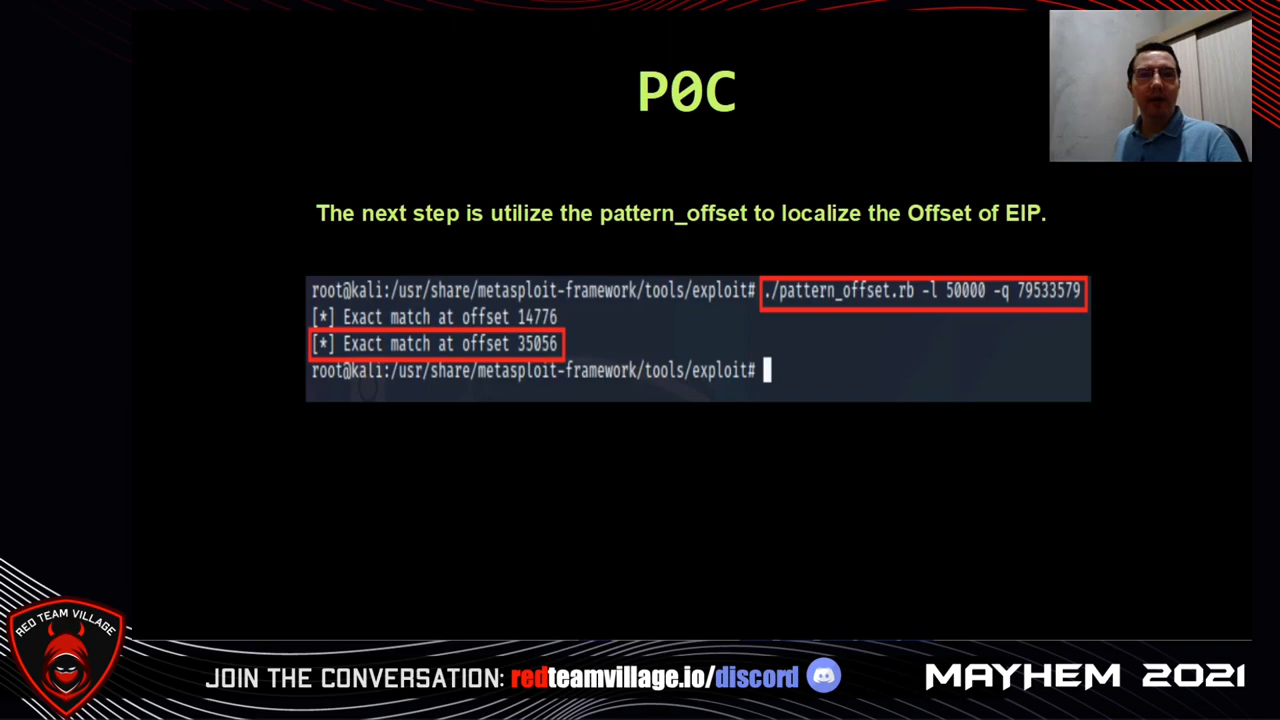 P0C
The next step is utilize the pattern_offset to localize the Offset of EIP.
root@kali:/usr/share/metasploit-framework/tools/exploit# ./pattern_offset.rb -l 50000 -q 79533579
[*] Exact match at offset 14776
[*] Exact match at offset 35056
root@kali:/usr/share/metasploit-framework/tools/exploit#
RED TEAM VILLAGE
JOIN THE CONVERSATION: redteamvillage.io/discord
MAYHEM 2021